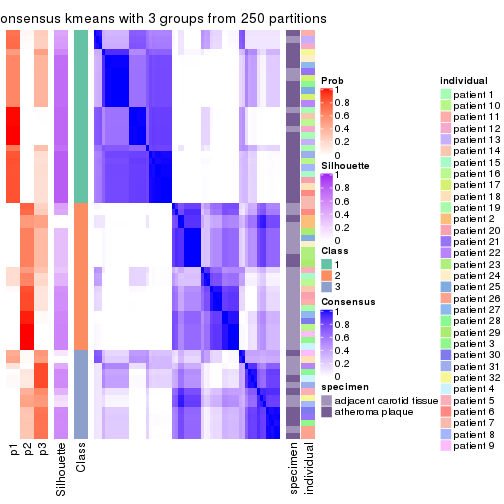 onsensus kmeans with 3 groups from 250 partitions
Prob
1
0.8
0.6
0.4
0.2
0
Silhouette
1
0.8
0.6
0.4
0.2
0
Class
1
2
3
Consensus
1
0.8
0.6
0.4
0.2
0
specimen
adjacent carotid tissue
atheroma plaque
individual
patient 1
patient 10
patient 11
patient 12
patient 13
patient 14
patient 15
patient 16
patient 17
patient 18
patient 19
patient 2
patient 20
patient 21
patient 22
patient 23
patient 24
patient 25
patient 26
patient 27
patient 28
patient 29
patient 3
patient 30
patient 31
patient 32
patient 4
patient 5
patient 6
patient 7
patient 8
patient 9
p1
p2
p3
Silhouette
Class
specimen
individual